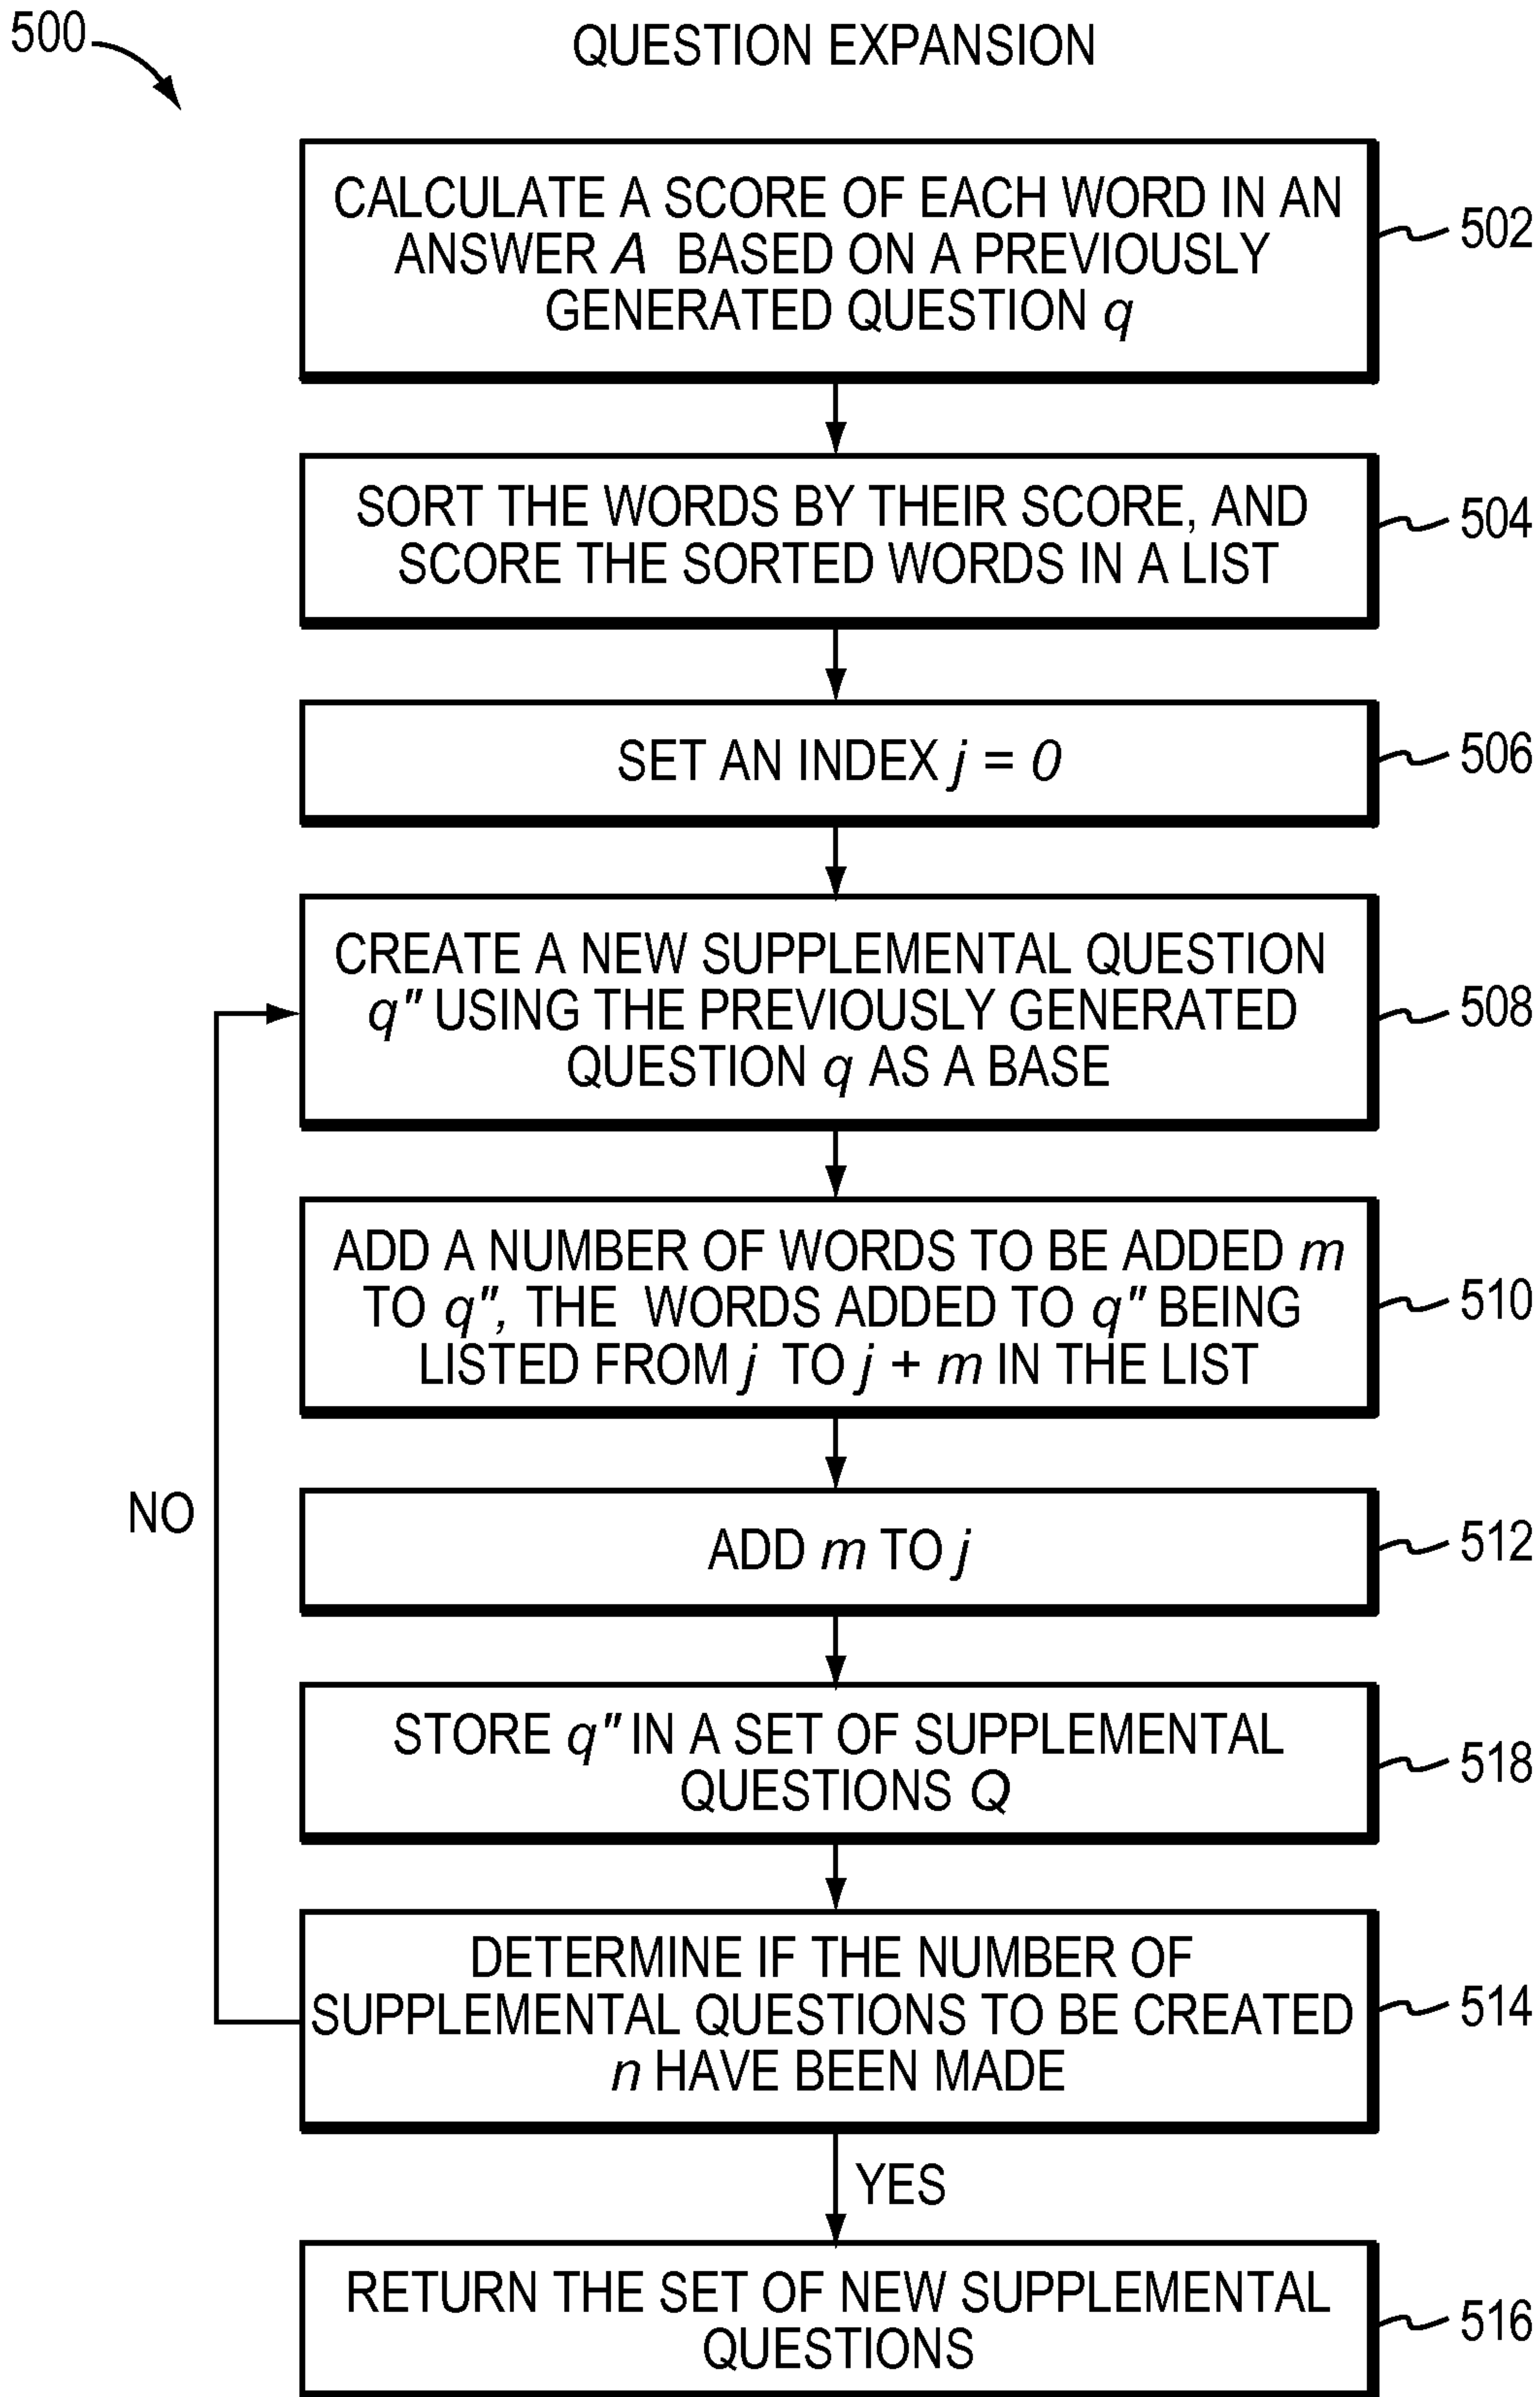 500
QUESTION EXPANSION
CALCULATE A SCORE OF EACH WORD IN AN
ANSWER A BASED ON A PREVIOUSLY
GENERATED QUESTION q
502
SORT THE WORDS BY THEIR SCORE, AND
SCORE THE SORTED WORDS IN A LIST
504
SET AN INDEX j = 0
506
CREATE A NEW SUPPLEMENTAL QUESTION
q" USING THE PREVIOUSLY GENERATED
QUESTION q AS A BASE
508
ADD A NUMBER OF WORDS TO BE ADDED m
TO q", THE WORDS ADDED TO q" BEING
LISTED FROM j TO j + m IN THE LIST
510
NO
ADD m TO j
512
STORE q" IN A SET OF SUPPLEMENTAL
QUESTIONS Q
518
DETERMINE IF THE NUMBER OF
SUPPLEMENTAL QUESTIONS TO BE CREATED
n HAVE BEEN MADE
514
YES
RETURN THE SET OF NEW SUPPLEMENTAL
QUESTIONS
516